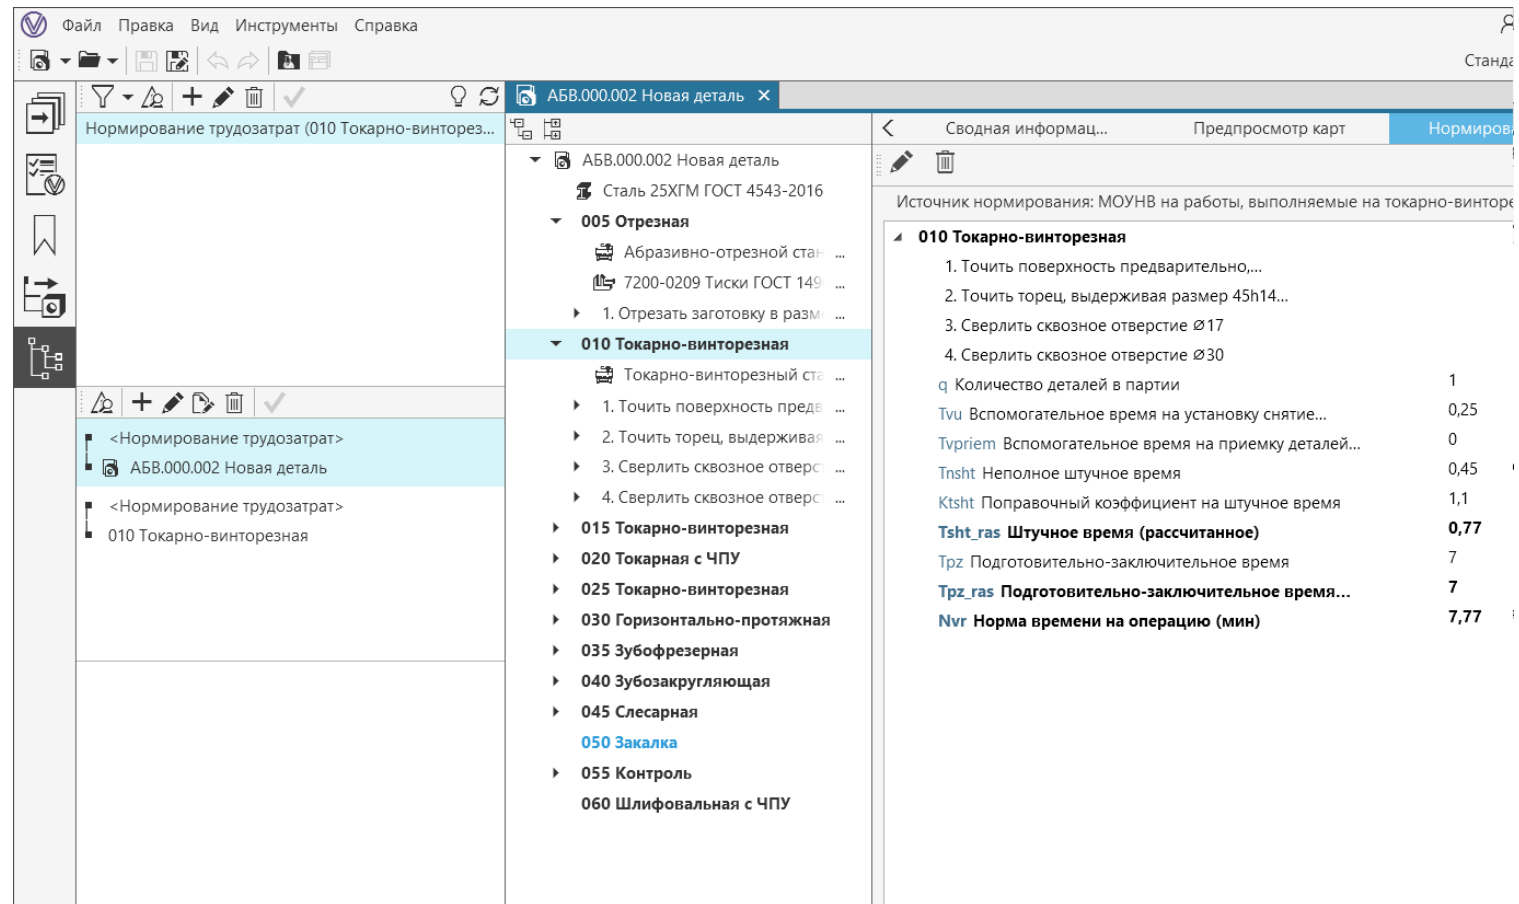 Файл Правка Вид Инструменты Справка
Станда
Нормирование трудозатрат (010 Токарно-винторез...
<Нормирование трудозатрат>
АБВ.000.002 Новая деталь
<Нормирование трудозатрат>
010 Токарно-винторезная
АБВ.000.002 Новая деталь
АБВ.000.002 Новая деталь
Сталь 25ХГМ ГОСТ 4543-2016
005 Отрезная
Абразивно-отрезной стан ...
7200-0209 Тиски ГОСТ 149 ...
1. Отрезать заготовку в разм ...
010 Токарно-винторезная
Токарно-винторезный ста ...
1. Точить поверхность предв ...
2. Точить торец, выдерживая ...
3. Сверлить сквозное отверс ...
4. Сверлить сквозное отверс ...
015 Токарно-винторезная
020 Токарная с ЧПУ
025 Токарно-винторезная
030 Горизонтально-протяжная
035 Зубофрезерная
040 Зубозакругляющая
045 Слесарная
050 Закалка
055 Контроль
060 Шлифовальная с ЧПУ
Сводная информац... Предпросмотр карт Нормиров
Источник нормирования: МОУНВ на работы, выполняемые на токарно-винторе
010 Токарно-винторезная
1. Точить поверхность предварительно,...
2. Точить торец, выдерживая размер 45h14...
3. Сверлить сквозное отверстие ⌀17
4. Сверлить сквозное отверстие ⌀30
q Количество деталей в партии 1
Tvu Вспомогательное время на установку снятие... 0,25
Tvpriem Вспомогательное время на приемку деталей... 0
Tnsht Неполное штучное время 0,45
Ktsht Поправочный коэффициент на штучное время 1,1
Tsht_ras Штучное время (рассчитанное) 0,77
Tpz Подготовительно-заключительное время 7
Tpz_ras Подготовительно-заключительное время... 7
Nvr Норма времени на операцию (мин) 7,77